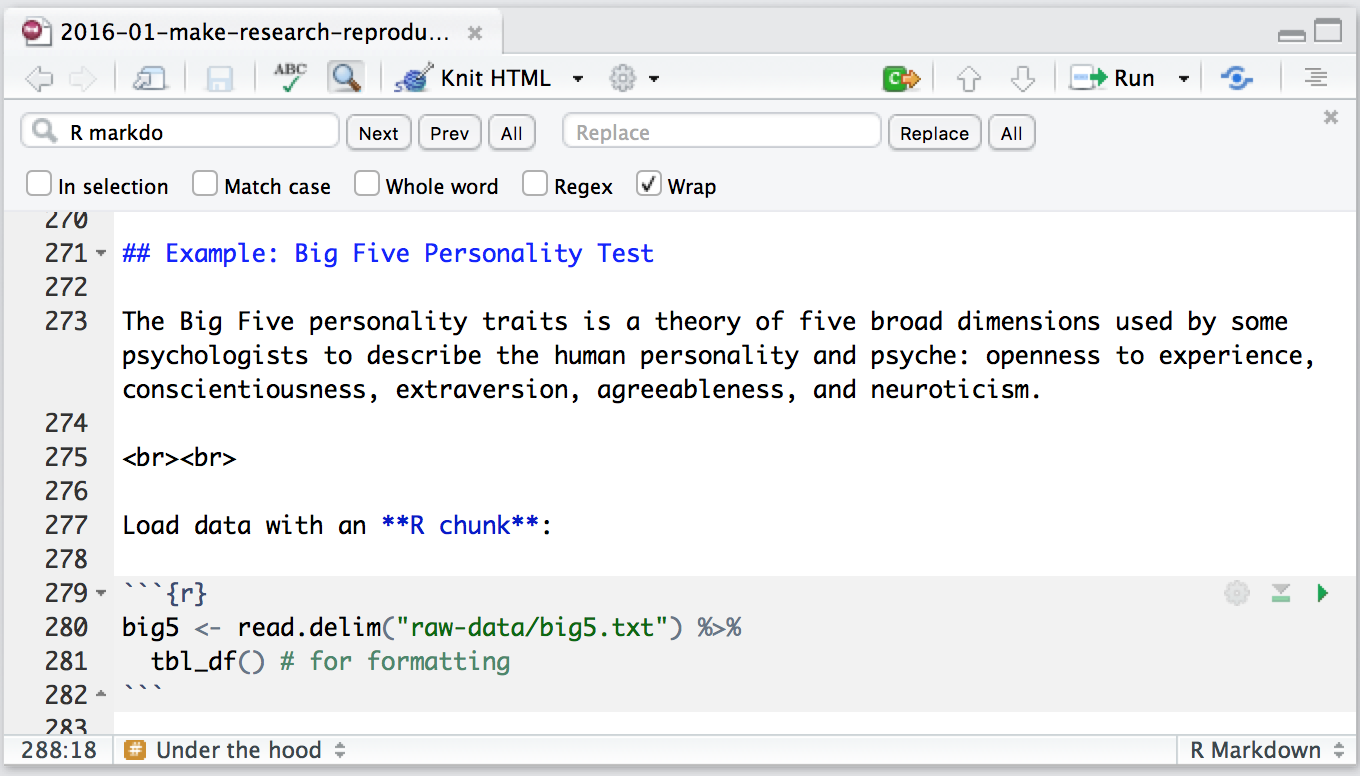 2016-01-make-research-reprodu...
ABC
Knit HTML
C
Run
R markdo
Next
Prev
All
Replace
Replace
All
In selection
Match case
Whole word
Regex
Wrap
270
271 ## Example: Big Five Personality Test
272
273 The Big Five personality traits is a theory of five broad dimensions used by some
psychologists to describe the human personality and psyche: openness to experience,
conscientiousness, extraversion, agreeableness, and neuroticism.
274
275 <br><br>
276
277 Load data with an **R chunk**:
278
279 ```{r}
280 big5 <- read.delim("raw-data/big5.txt") %>%
281   tbl_df() # for formatting
282 ```
283
288:18 # Under the hood R Markdown